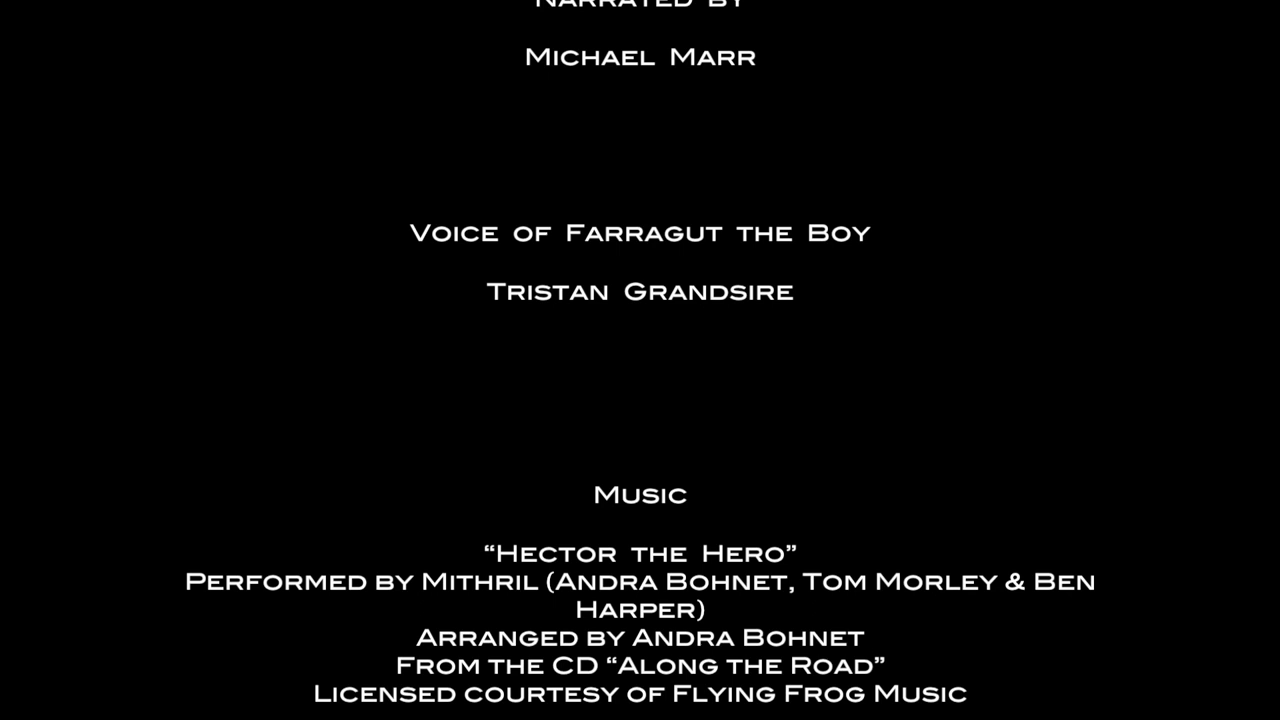 Narrated by
Michael Marr
Voice of Farragut the Boy
Tristan Grandsire
Music
“Hector the Hero”
Performed by Mithril (Andra Bohnet, Tom Morley & Ben
Harper)
Arranged by Andra Bohnet
From the CD “Along the Road”
Licensed courtesy of Flying Frog Music